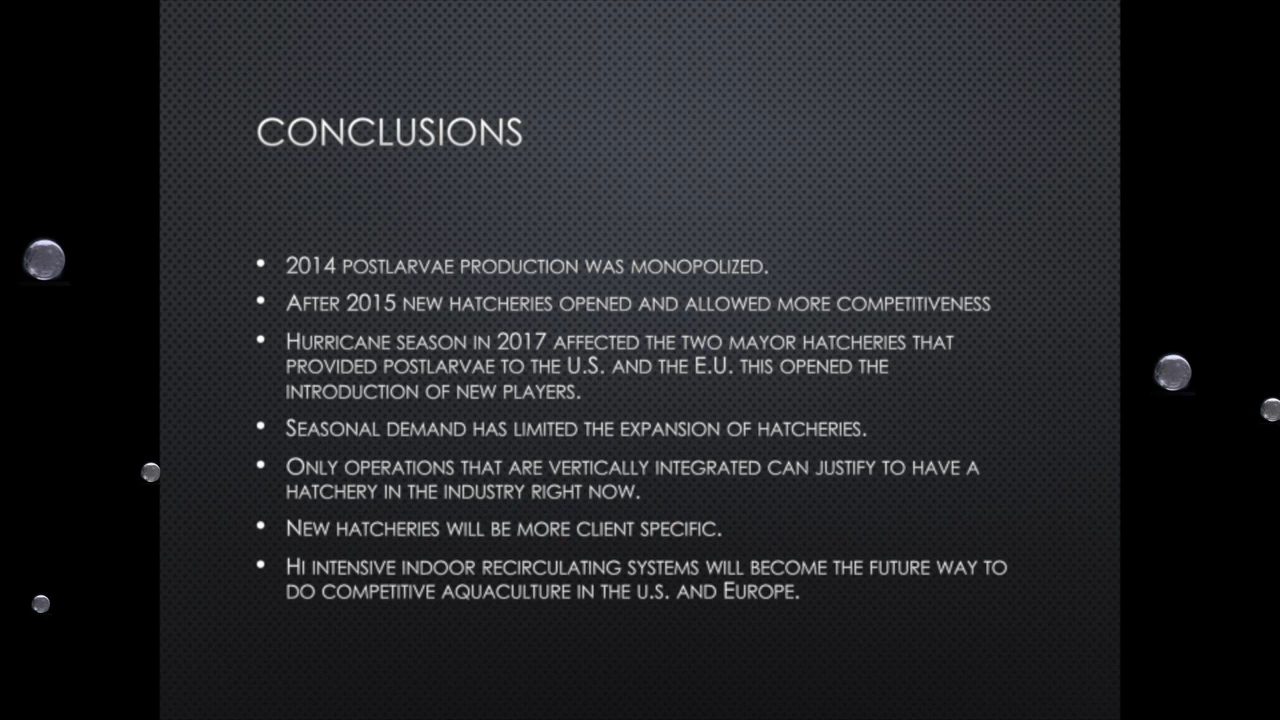 CONCLUSIONS
• 2014 POSTLARVAE PRODUCTION WAS MONOPOLIZED.
• AFTER 2015 NEW HATCHERIES OPENED AND ALLOWED MORE COMPETITIVENESS
• HURRICANE SEASON IN 2017 AFFECTED THE TWO MAYOR HATCHERIES THAT
PROVIDED POSTLARVAE TO THE U.S. AND THE E.U. THIS OPENED THE
INTRODUCTION OF NEW PLAYERS.
• SEASONAL DEMAND HAS LIMITED THE EXPANSION OF HATCHERIES.
• ONLY OPERATIONS THAT ARE VERTICALLY INTEGRATED CAN JUSTIFY TO HAVE A
HATCHERY IN THE INDUSTRY RIGHT NOW.
• NEW HATCHERIES WILL BE MORE CLIENT SPECIFIC.
• HI INTENSIVE INDOOR RECIRCULATING SYSTEMS WILL BECOME THE FUTURE WAY TO
DO COMPETITIVE AQUACULTURE IN THE U.S. AND EUROPE.